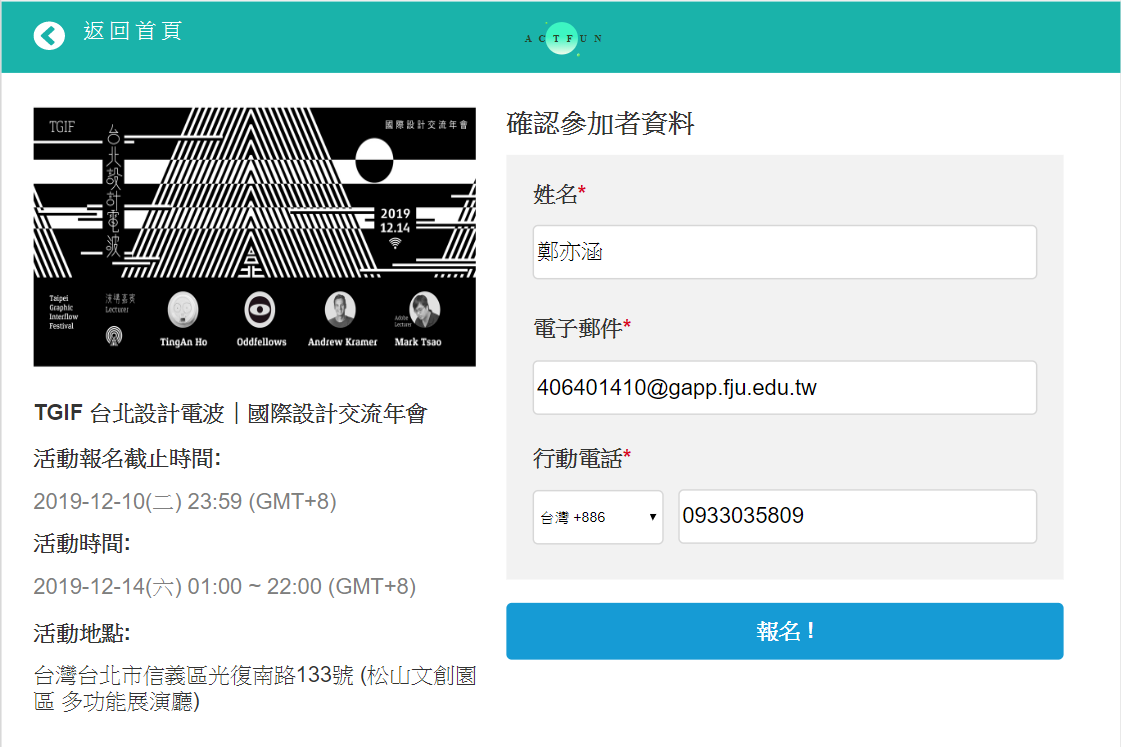 返回首頁
ACTFUN
TGIF
台北設計電波
國際設計交流年會
2019
12.14
Taipei
Graphic
Interflow
Festival
演講嘉賓
Lecturer
TingAn Ho
Oddfellows
Andrew Kramer
Adobe
Lecturer
Mark Tsao
TGIF 台北設計電波｜國際設計交流年會
活動報名截止時間:
2019-12-10(二) 23:59 (GMT+8)
活動時間:
2019-12-14(六) 01:00 ~ 22:00 (GMT+8)
活動地點:
台灣台北市信義區光復南路133號 (松山文創園
區 多功能展演廳)
確認參加者資料
姓名*
鄭亦涵
電子郵件*
406401410@gapp.fju.edu.tw
行動電話*
台灣 +886
0933035809
報名 !